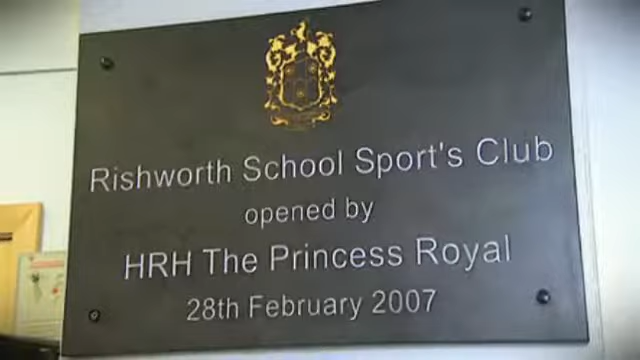 Rishworth School Sport's Club
opened by
HRH The Princess Royal
28th February 2007